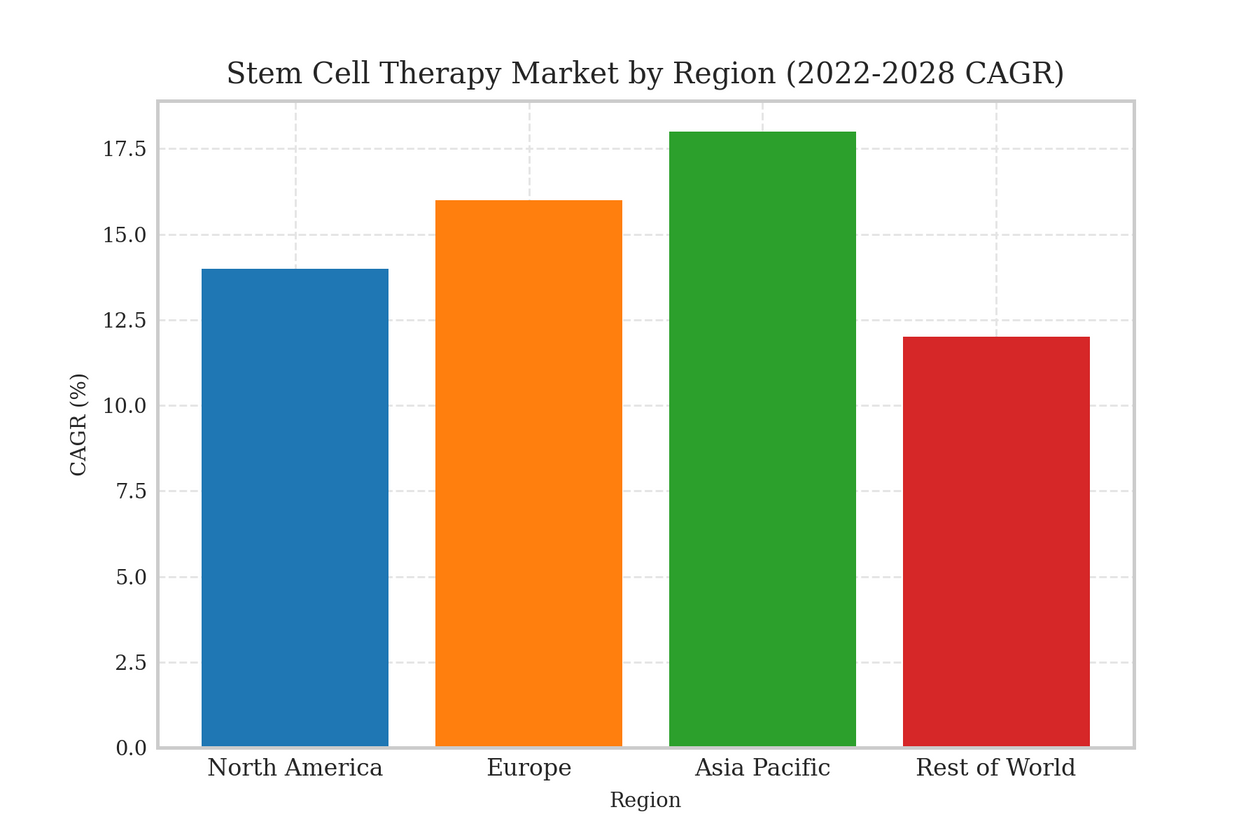 Stem Cell Therapy Market by Region (2022-2028 CAGR)
CAGR (%)
17.5
15.0
12.5
10.0
7.5
5.0
2.5
0.0
North America
Europe
Asia Pacific
Rest of World
Region